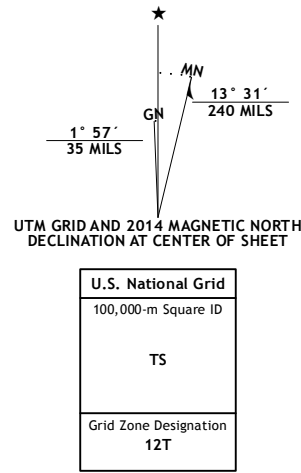 MN
GN
13° 31´
240 MILS
1° 57´
35 MILS
UTM GRID AND 2014 MAGNETIC NORTH
DECLINATION AT CENTER OF SHEET
U.S. National Grid
100,000-m Square ID
TS
Grid Zone Designation
12T